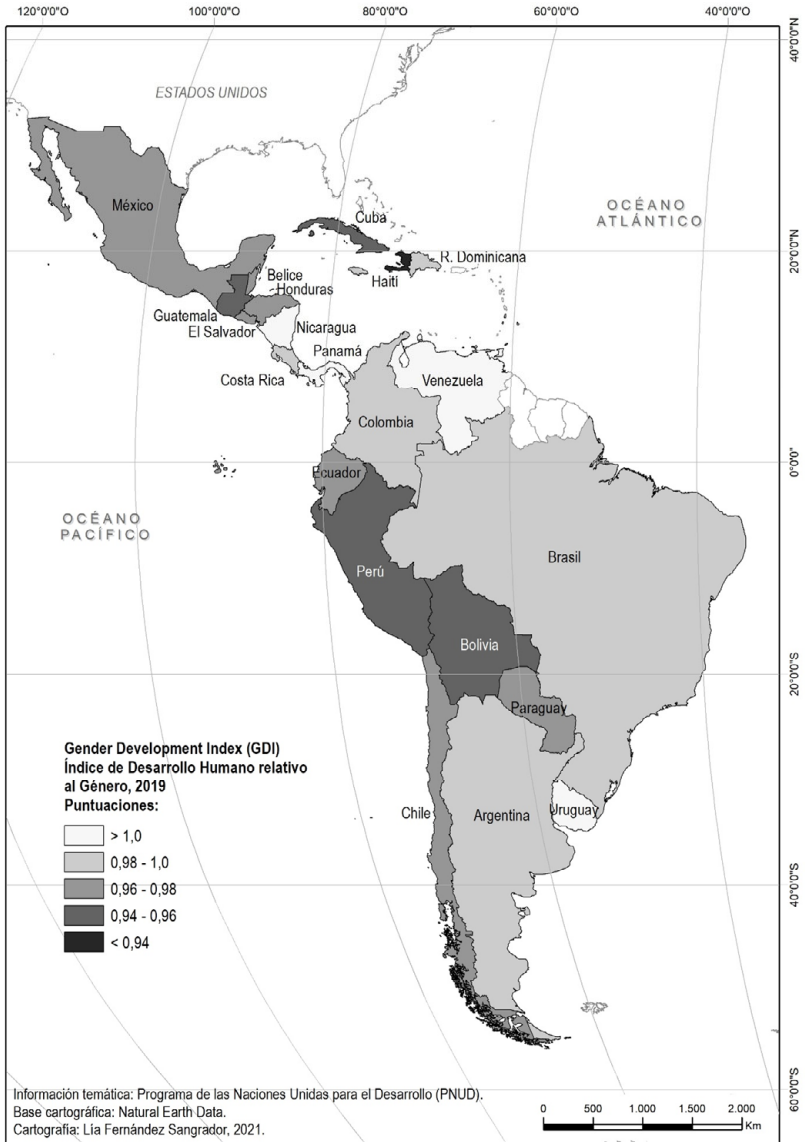 120°0'0"O
100°0'0"O
80°0'0"O
60°0'0"O
40°0'0"O
40°0'0"N
ESTADOS UNIDOS
México
Cuba
OCÉANO
ATLÁNTICO
20°0'0"N
R. Dominicana
Haití
Belice
Honduras
Guatemala
El Salvador
Nicaragua
Panamá
Costa Rica
Venezuela
Colombia
0°0'0"
Ecuador
OCÉANO
PACÍFICO
Perú
Brasil
Bolivia
20°0'0"S
Paraguay
Gender Development Index (GDI)
Índice de Desarrollo Humano relativo
al Género, 2019
Puntuaciones:
> 1,0
0,98 - 1,0
0,96 - 0,98
0,94 - 0,96
< 0,94
Chile
Argentina
Uruguay
40°0'0"S
60°0'0"S
Información temática: Programa de las Naciones Unidas para el Desarrollo (PNUD).
Base cartográfica: Natural Earth Data.
Cartografía: Lía Fernández Sangrador, 2021.
0 500 1.000 1.500 2.000
Km